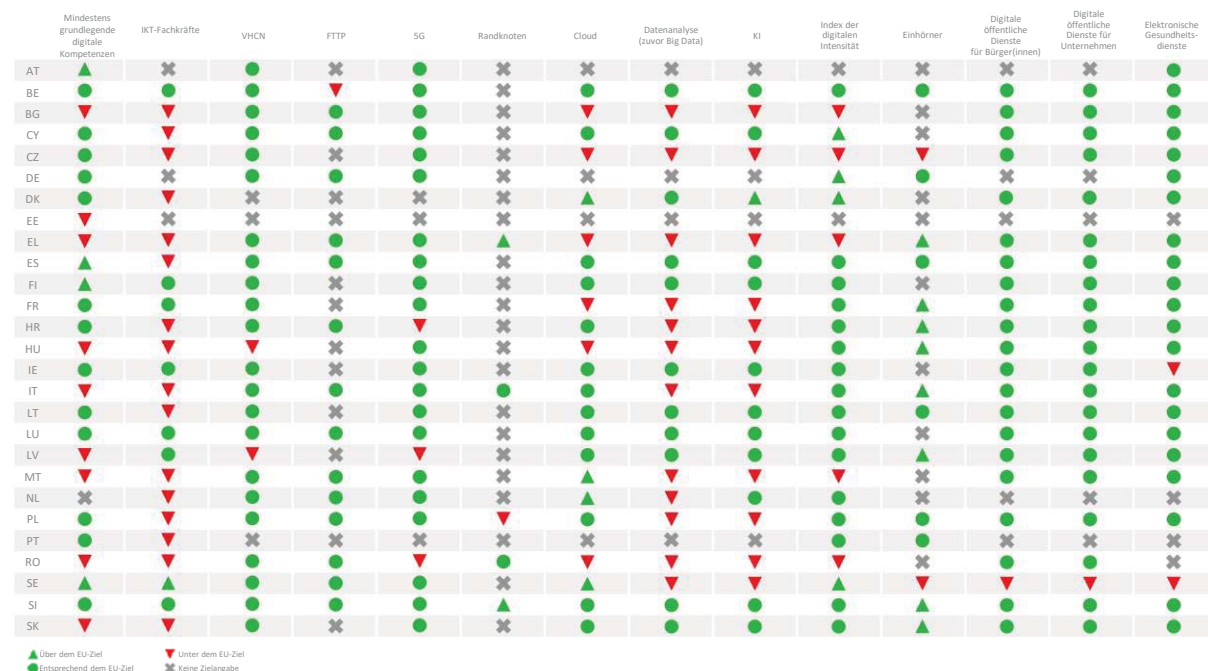 Mindestens
grundlegende
digitale
Kompetenzen
IKT-Fachkräfte
VHCN
FTTP
5G
Randknoten
Cloud
Datenanalyse
(zuvor Big Data)
KI
Index der
digitalen
Intensität
Einhörner
Digitale
öffentliche
Dienste
für Bürger(innen)
Digitale
öffentliche
Dienste für
Unternehmen
Elektronische
Gesundheits-
dienste
AT
BE
BG
CY
CZ
DE
DK
EE
EL
ES
FI
FR
HR
HU
IE
IT
LT
LU
LV
MT
NL
PL
PT
RO
SE
SI
SK
Über dem EU-Ziel
Unter dem EU-Ziel
Entsprechend dem EU-Ziel
Keine Zielangabe